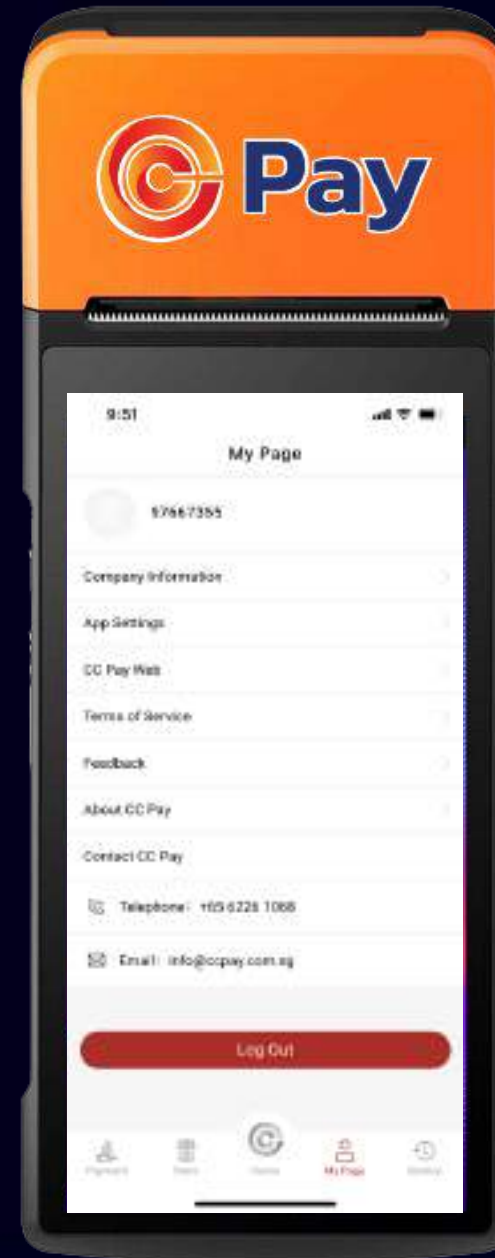 Pay
9:51
My Page
Company Information
App Settings
CC Pay Web
Terms of Service
Feedback
About CC Pay
Contact CC Pay
Telephone: +65 6226 1068
Email: info@ccpay.com.sg
Log Out
My Page